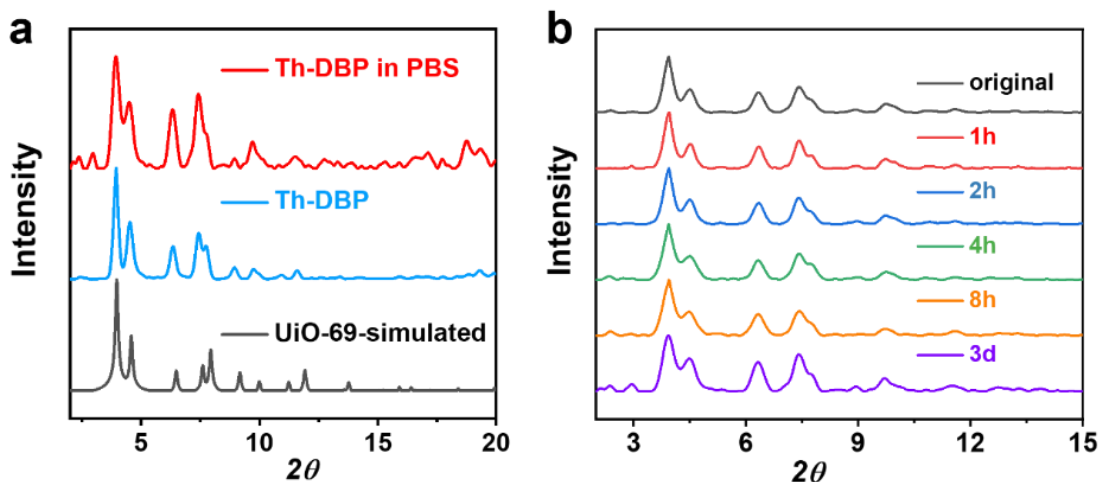 a
Th-DBP in PBS
Th-DBP
UiO-69-simulated
Intensity
5 10 15 20
2θ
b
original
1h
2h
4h
8h
3d
Intensity
3 6 9 12 15
2θ